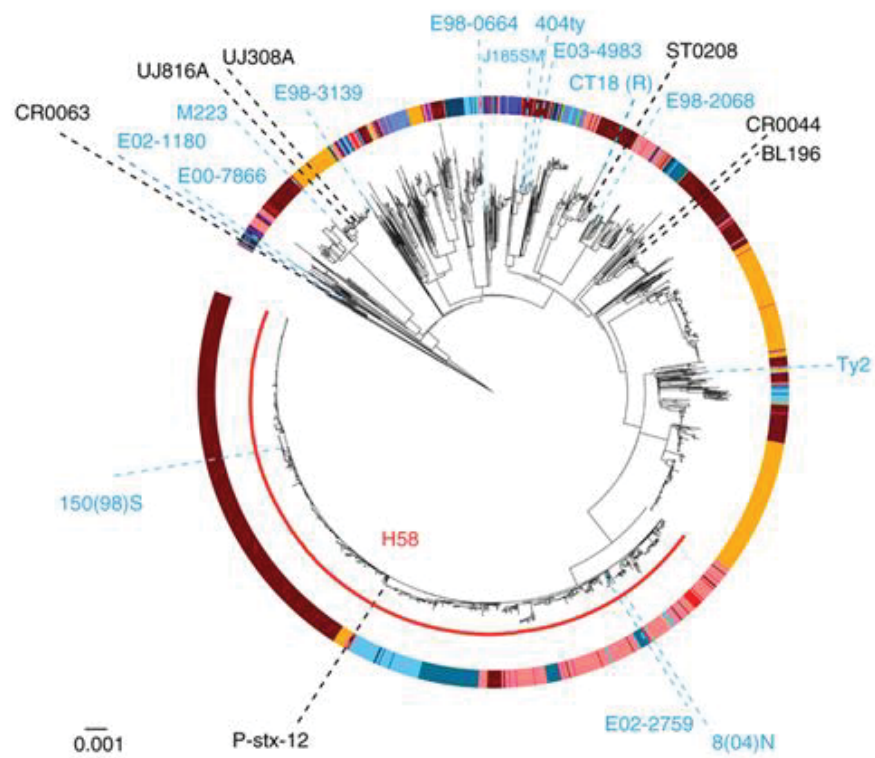 E98-0664 404ty
J185SM E03-4983
ST0208
UJ308A
UJ816A
E98-3139
CT18 (R)
E98-2068
CR0063
M223
CR0044
E02-1180
BL196
E00-7866
Ty2
150(98)S
H58
E02-2759
0.001
P-stx-12
8(04)N